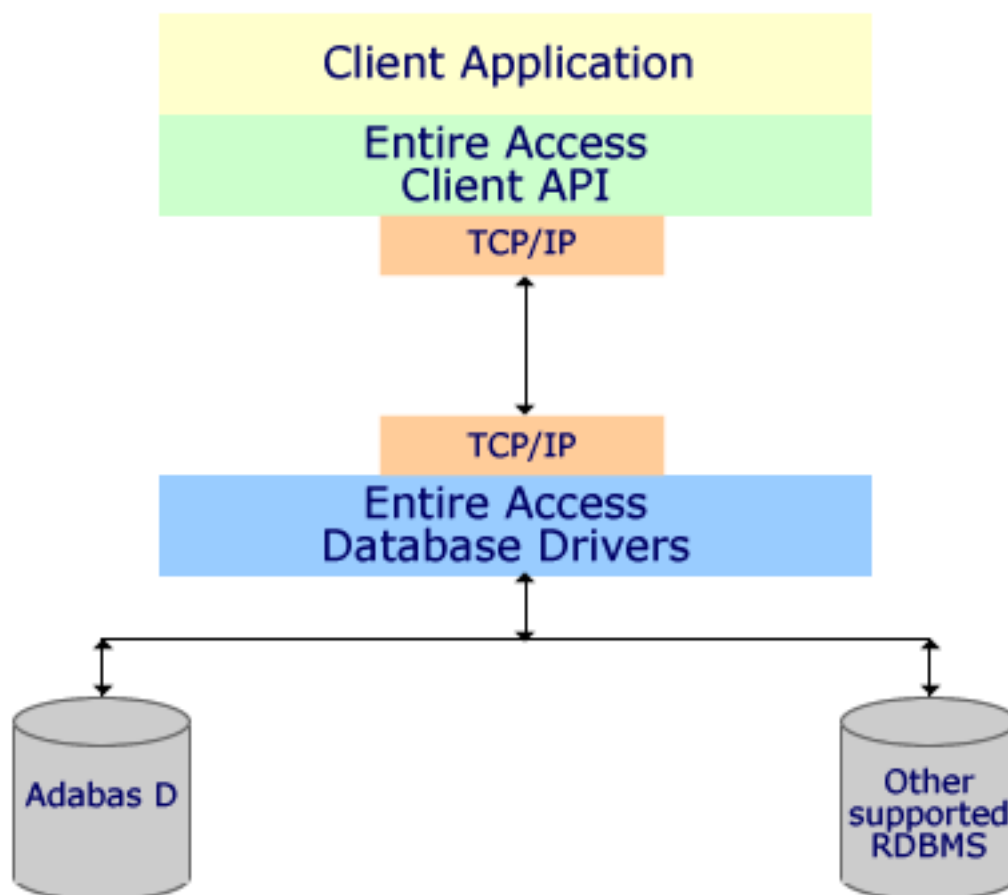 Client Application
Entire Access
Client API
TCP/IP
TCP/IP
Entire Access
Database Drivers
Adabas D
Other
supported
RDBMS